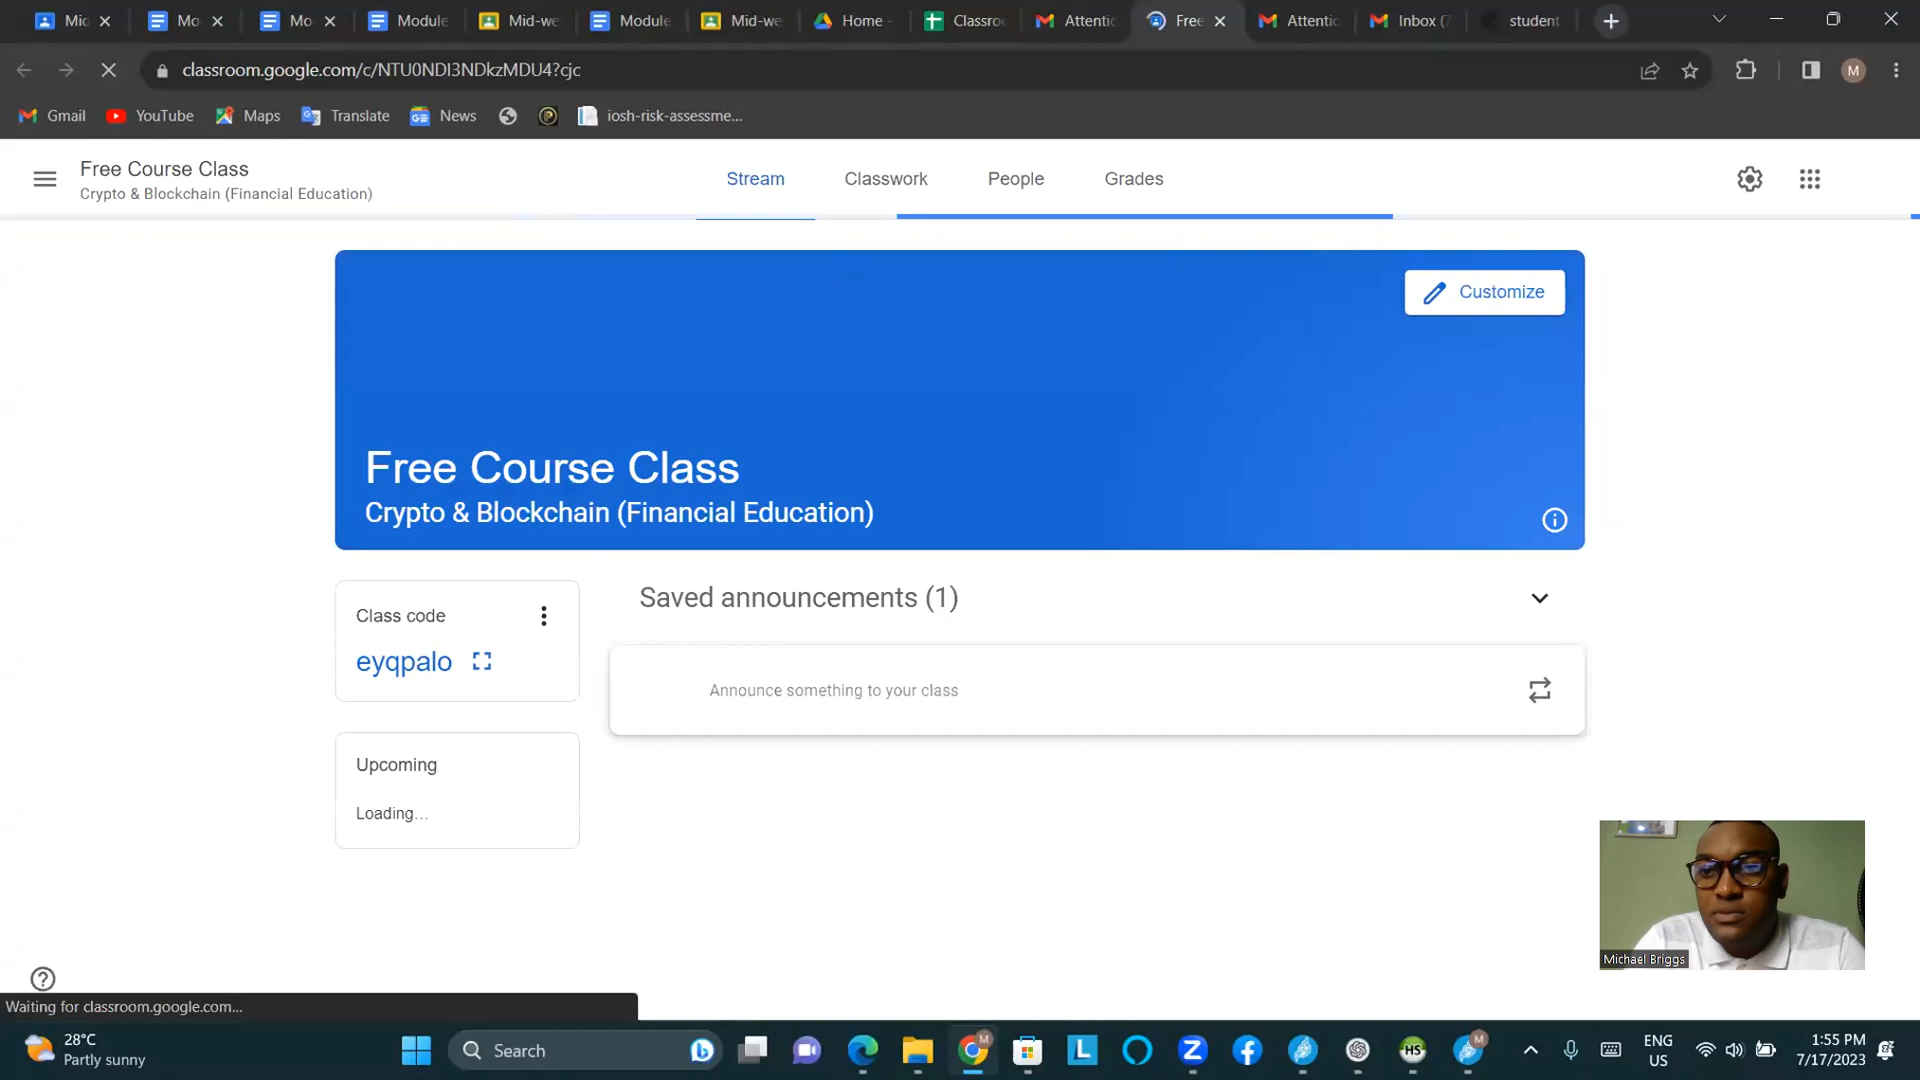 Mic
Mo
Mo
Module
Mid-we
Module
Mid-we
Home -
Classro
Attentic
Free
Attentic
Inbox (7
student
classroom.google.com/c/NTU0NDI3NDkzMDU4?cjc
M
Gmail
YouTube
Maps
Translate
News
iosh-risk-assessme...
Free Course Class
Crypto & Blockchain (Financial Education)
Stream
Classwork
People
Grades
Customize
Free Course Class
Crypto & Blockchain (Financial Education)
Class code
eyqpalo
Saved announcements (1)
Announce something to your class
Upcoming
Loading...
Michael Briggs
Waiting for classroom.google.com...
28°C
Partly sunny
Search
M
L
Z
HS
M
ENG
US
1:55 PM
7/17/2023